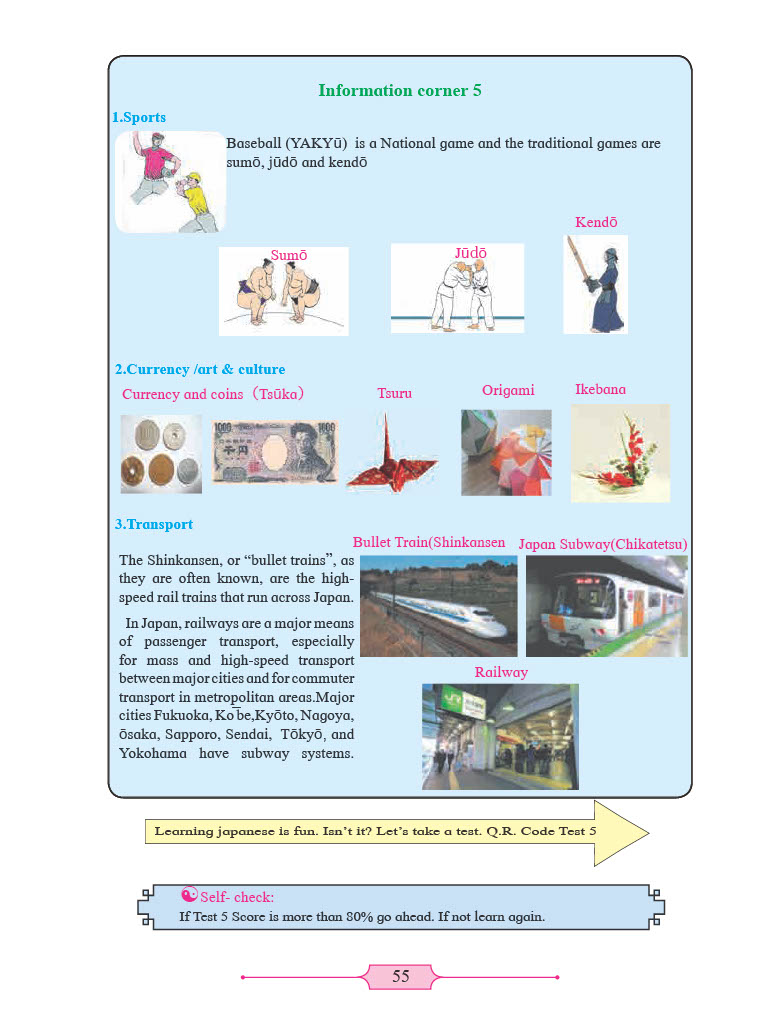 Information corner 5
1.Sports
Baseball (YAKYū) is a National game and the traditional games are
sumō, jūdō and kendō
Kendō
Sumō
Jūdō
2.Currency /art & culture
Currency and coins（Tsūka）
Tsuru
Origami
Ikebana
1000
1000
千円
3.Transport
Bullet Train(Shinkansen
Japan Subway(Chikatetsu)
The Shinkansen, or “bullet trains”, as
they are often known, are the high-
speed rail trains that run across Japan.
In Japan, railways are a major means
of passenger transport, especially
for mass and high-speed transport
between major cities and for commuter
transport in metropolitan areas.Major
cities Fukuoka, Ko¯be,Kyōto, Nagoya,
ōsaka, Sapporo, Sendai, Tōkyō, and
Yokohama have subway systems.
Railway
Learning japanese is fun. Isn’t it? Let’s take a test. Q.R. Code Test 5
Self- check:
If Test 5 Score is more than 80% go ahead. If not learn again.
55